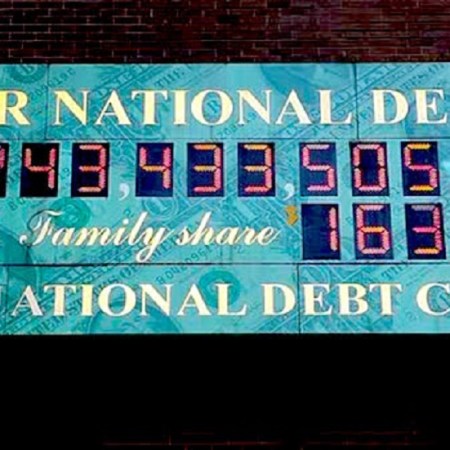 R NATIONAL DE
43,433,505
Family share 163
NATIONAL DEBT C